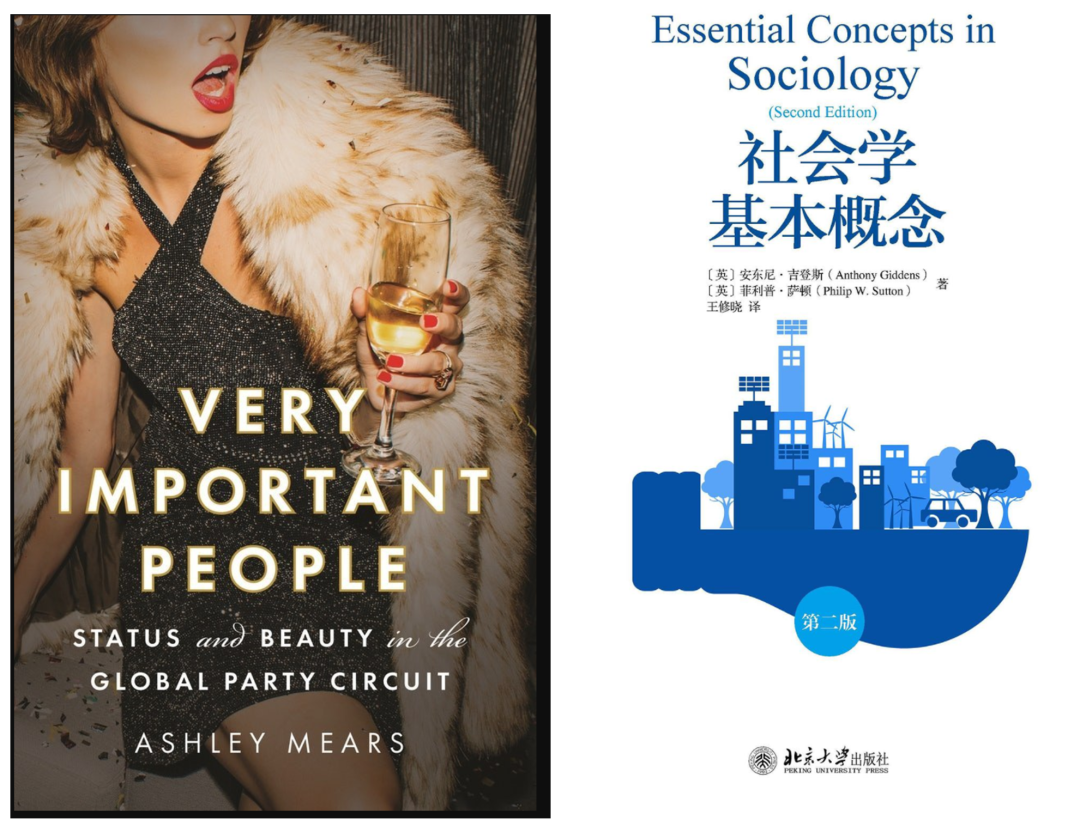 VERY
IMPORTANT
PEOPLE
STATUS and BEAUTY in the
GLOBAL PARTY CIRCUIT
ASHLEY MEARS
Essential Concepts in
Sociology
(Second Edition)
社会学
基本概念
〔英〕安东尼·吉登斯（Anthony Giddens）
〔英〕菲利普·萨顿（Philip W. Sutton）
著
王修晓 译
第二版
北京大学出版社
PEKING UNIVERSITY PRESS